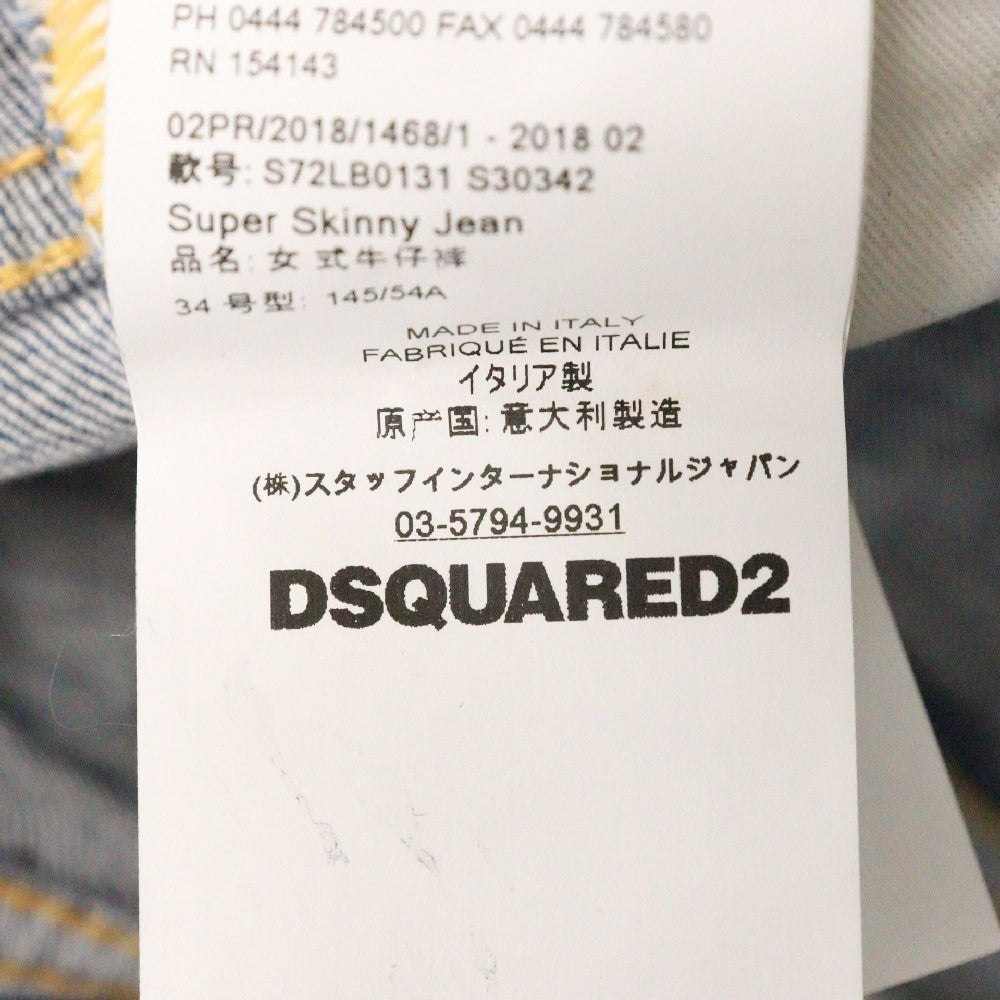 PH 0444 784500 FAX 0444 784580
RN 154143
02PR/2018/1468/1 - 2018 02
款号: S72LB0131 S30342
Super Skinny Jean
品名: 女 式牛仔裤
34 号型: 145/54A
MADE IN ITALY
FABRIQUÉ EN ITALIE
イタリア製
原产国: 意大利製造
(株)スタッフインターナショナルジャパン
03-5794-9931
DSQUARED2